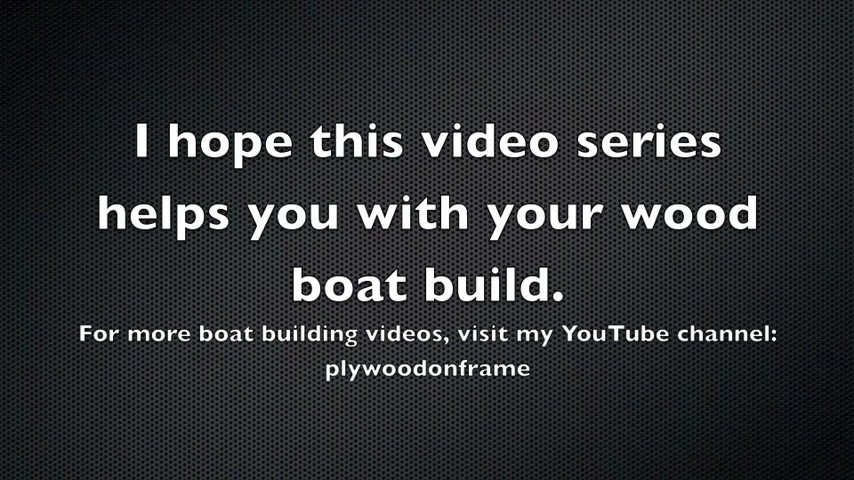 I hope this video series
helps you with your wood
boat build.
For more boat building videos, visit my YouTube channel:
plywoodonframe